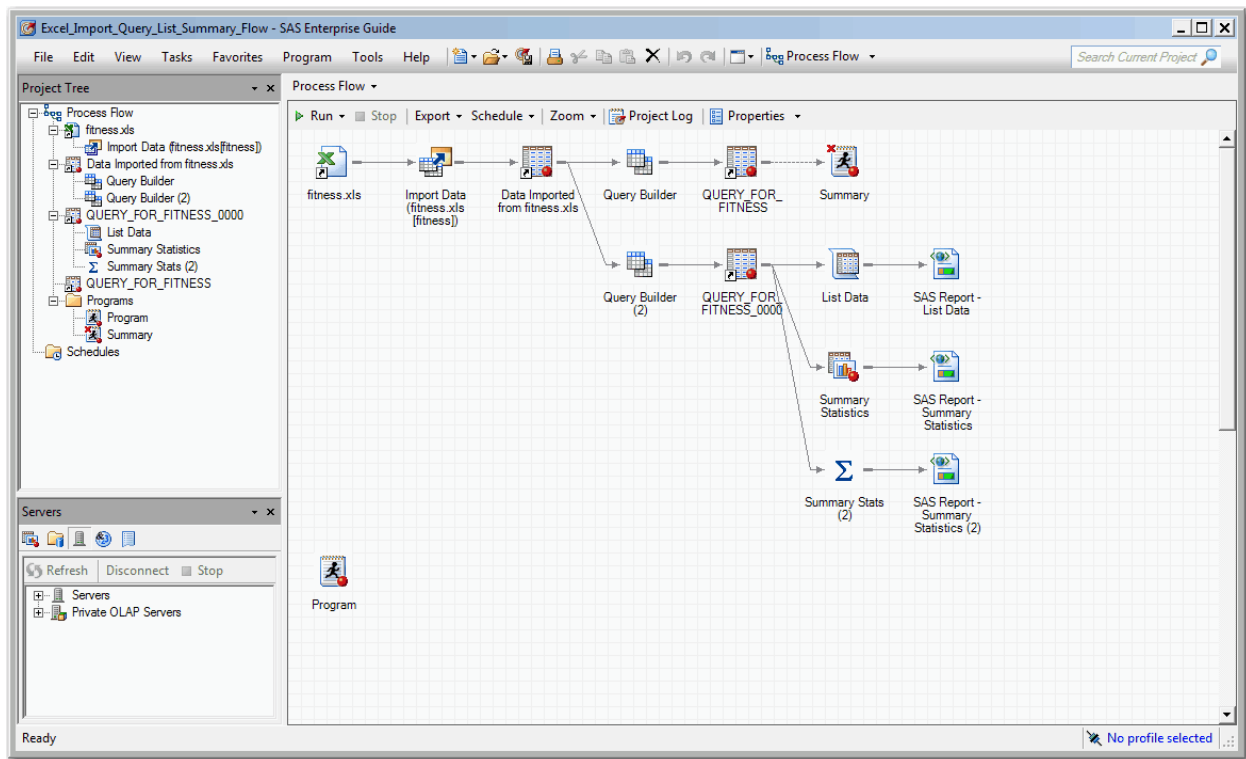 Excel_Import_Query_List_Summary_Flow - SAS Enterprise Guide
File Edit View Tasks Favorites Program Tools Help Process Flow Search Current Project
Project Tree
Process Flow
fitness.xls
Import Data (fitness.xls[fitness])
Data Imported from fitness.xls
Query Builder
Query Builder (2)
QUERY_FOR_FITNESS_0000
List Data
Summary Statistics
Summary Stats (2)
QUERY_FOR_FITNESS
Programs
Program
Summary
Schedules
Servers
Refresh Disconnect Stop
Servers
Private OLAP Servers
Process Flow
Run Stop Export Schedule Zoom Project Log Properties
fitness.xls
Import Data
(fitness.xls
[fitness])
Data Imported
from fitness.xls
Query Builder
QUERY_FOR_
FITNESS
Summary
Query Builder
(2)
QUERY_FOR_
FITNESS_0000
List Data
SAS Report -
List Data
Summary
Statistics
SAS Report -
Summary
Statistics
Summary Stats
(2)
SAS Report -
Summary
Statistics (2)
Program
Ready
No profile selected